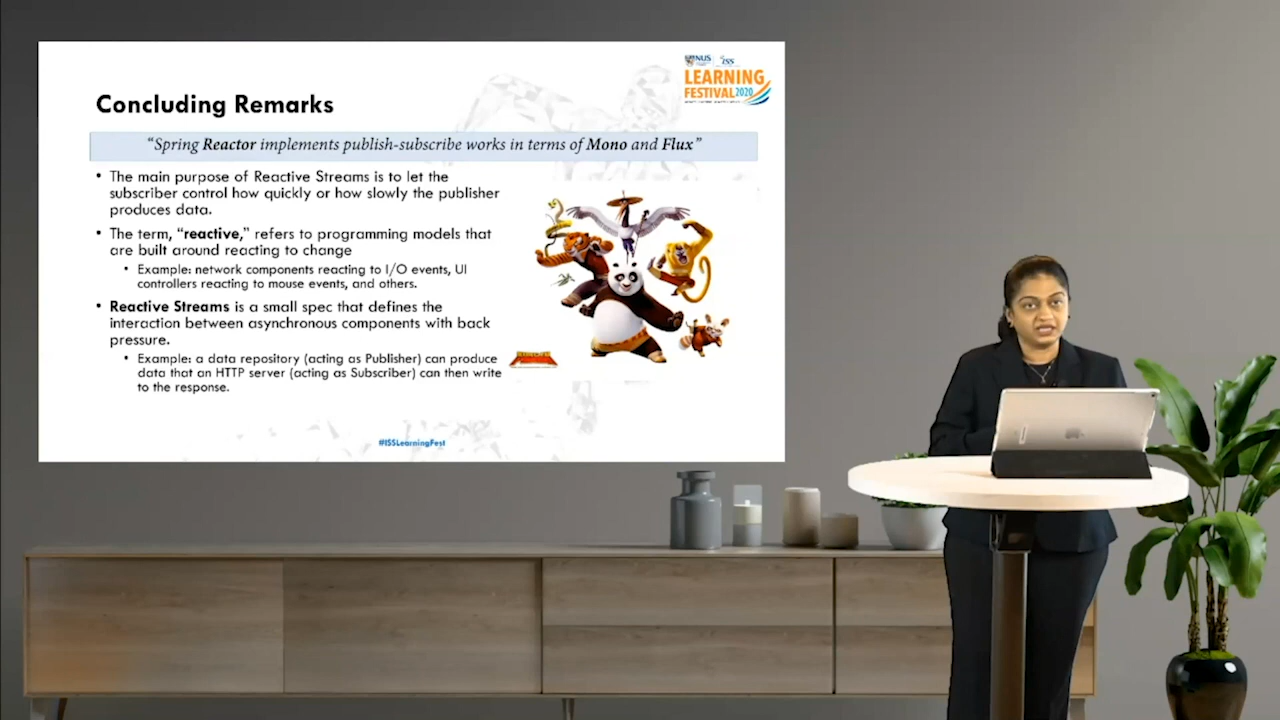 NUS
ISS
LEARNING
FESTIVAL 2020
Concluding Remarks
“Spring Reactor implements publish-subscribe works in terms of Mono and Flux”
• The main purpose of Reactive Streams is to let the
subscriber control how quickly or how slowly the publisher
produces data.
• The term, “reactive,” refers to programming models that
are built around reacting to change
• Example: network components reacting to I/O events, UI
controllers reacting to mouse events, and others.
• Reactive Streams is a small spec that defines the
interaction between asynchronous components with back
pressure.
• Example: a data repository (acting as Publisher) can produce
data that an HTTP server (acting as Subscriber) can then write
to the response.
#ISSLearningFest